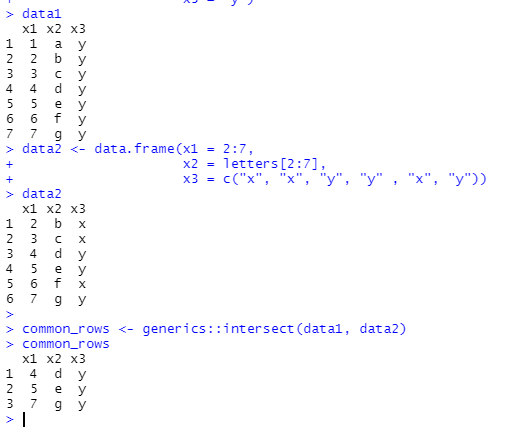 > data1
  x1 x2 x3
1  1  a  y
2  2  b  y
3  3  c  y
4  4  d  y
5  5  e  y
6  6  f  y
7  7  g  y
> data2 <- data.frame(x1 = 2:7,
+                     x2 = letters[2:7],
+                     x3 = c("x", "x", "y", "y" , "x", "y"))
> data2
  x1 x2 x3
1  2  b  x
2  3  c  x
3  4  d  y
4  5  e  y
5  6  f  x
6  7  g  y
>
> common_rows <- generics::intersect(data1, data2)
> common_rows
  x1 x2 x3
1  4  d  y
2  5  e  y
3  7  g  y
>